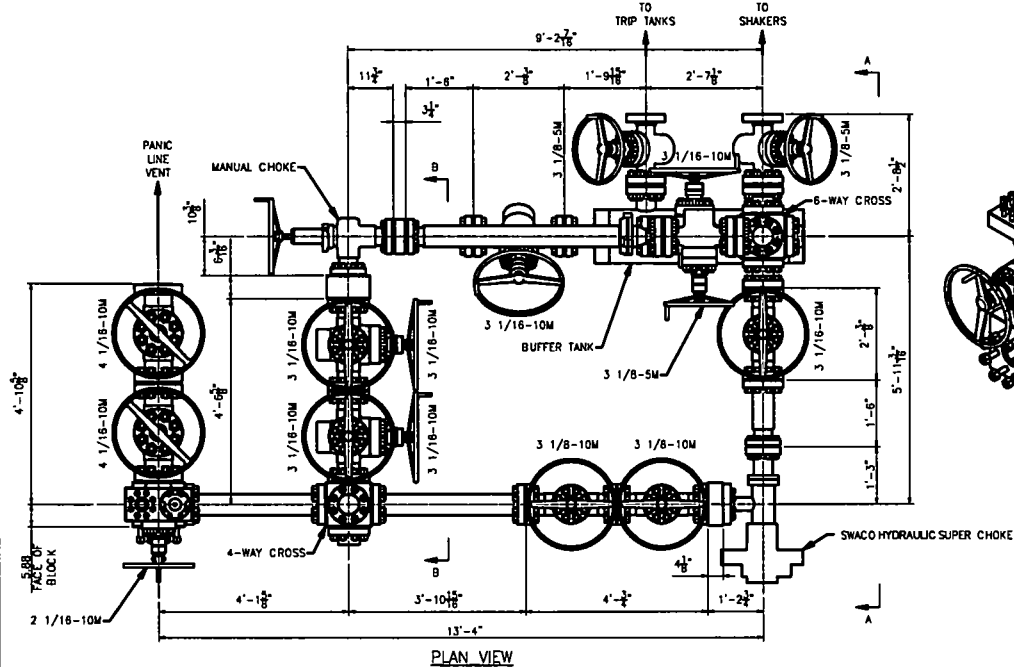 TO
TRIP TANKS
TO
SHAKERS
9'-2 7/16"
11 3/4"
1'-6"
2'-3/8"
1'-9 15/16"
2'-7 1/8"
A
3 1/4"
PANIC
LINE
VENT
MANUAL CHOKE
B
3 1/8-5M
3 1/16-10M
3 1/8-5M
2'-8 1/2"
6-WAY CROSS
10 3/8"
6 3/16"
3 1/16-10M
BUFFER TANK
3 1/8-5M
3 1/16-10M
2'-3/8"
5'-11 3/16"
4 1/16-10M
3 1/16-10M
3 1/16-10M
4'-10 5/8"
4'-6 5/8"
1'-6"
4 1/16-10M
3 1/16-10M
3 1/16-10M
3 1/8-10M
3 1/8-10M
1'-3"
5.88
FACE OF
BLOCK
4-WAY CROSS
B
4 1/8"
SWACO HYDRAULIC SUPER CHOKE
2 1/16-10M
4'-1 5/8"
3'-10 15/16"
4'-3/4"
1'-2 3/4"
A
13'-4"
PLAN VIEW